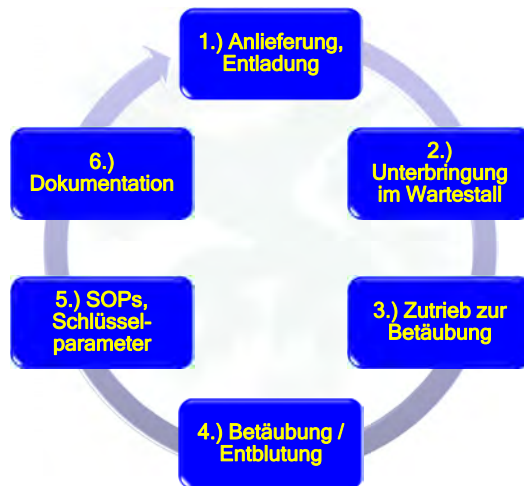 1.) Anlieferung,
Entladung
2.)
Unterbringung
im Wartestall
3.) Zutrieb zur
Betäubung
4.) Betäubung /
Entblutung
5.) SOPs,
Schlüssel-
parameter
6.)
Dokumentation